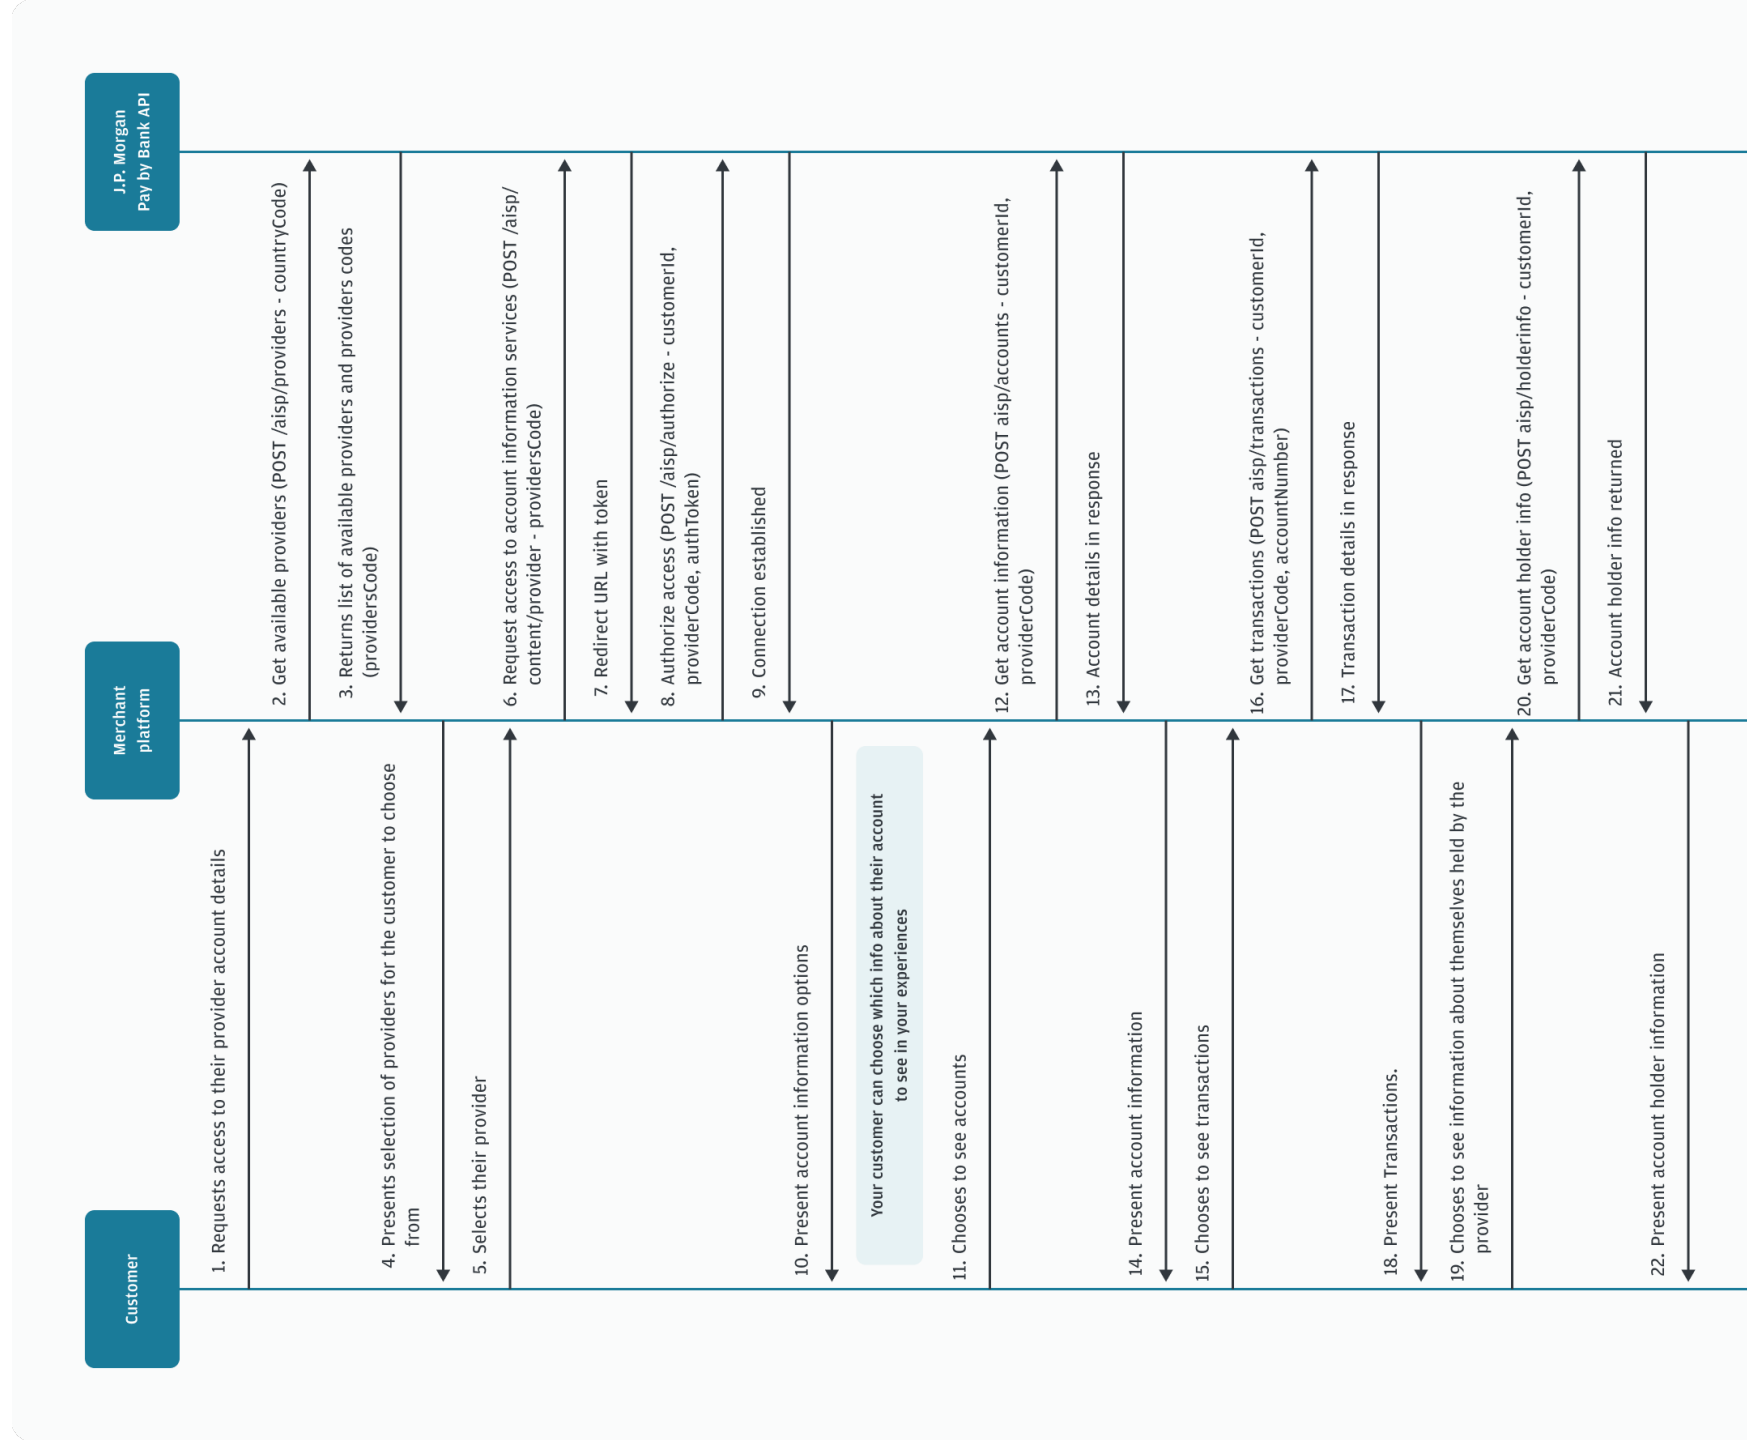 Customer
Merchant
platform
J.P. Morgan
Pay by Bank API
1. Requests access to their provider account details
2. Get available providers (POST /aisp/providers - countryCode)
3. Returns list of available providers and providers codes
(providersCode)
4. Presents selection of providers for the customer to choose
from
5. Selects their provider
6. Request access to account information services (POST /aisp/
content/provider - providersCode)
7. Redirect URL with token
8. Authorize access (POST /aisp/authorize - customerId,
providerCode, authToken)
9. Connection established
10. Present account information options
Your customer can choose which info about their account
to see in your experiences
11. Chooses to see accounts
12. Get account information (POST aisp/accounts - customerId,
providerCode)
13. Account details in response
14. Present account information
15. Chooses to see transactions
16. Get transactions (POST aisp/transactions - customerId,
providerCode, accountNumber)
17. Transaction details in response
18. Present Transactions.
19. Chooses to see information about themselves held by the
provider
20. Get account holder info (POST aisp/holderinfo - customerId,
providerCode)
21. Account holder info returned
22. Present account holder information